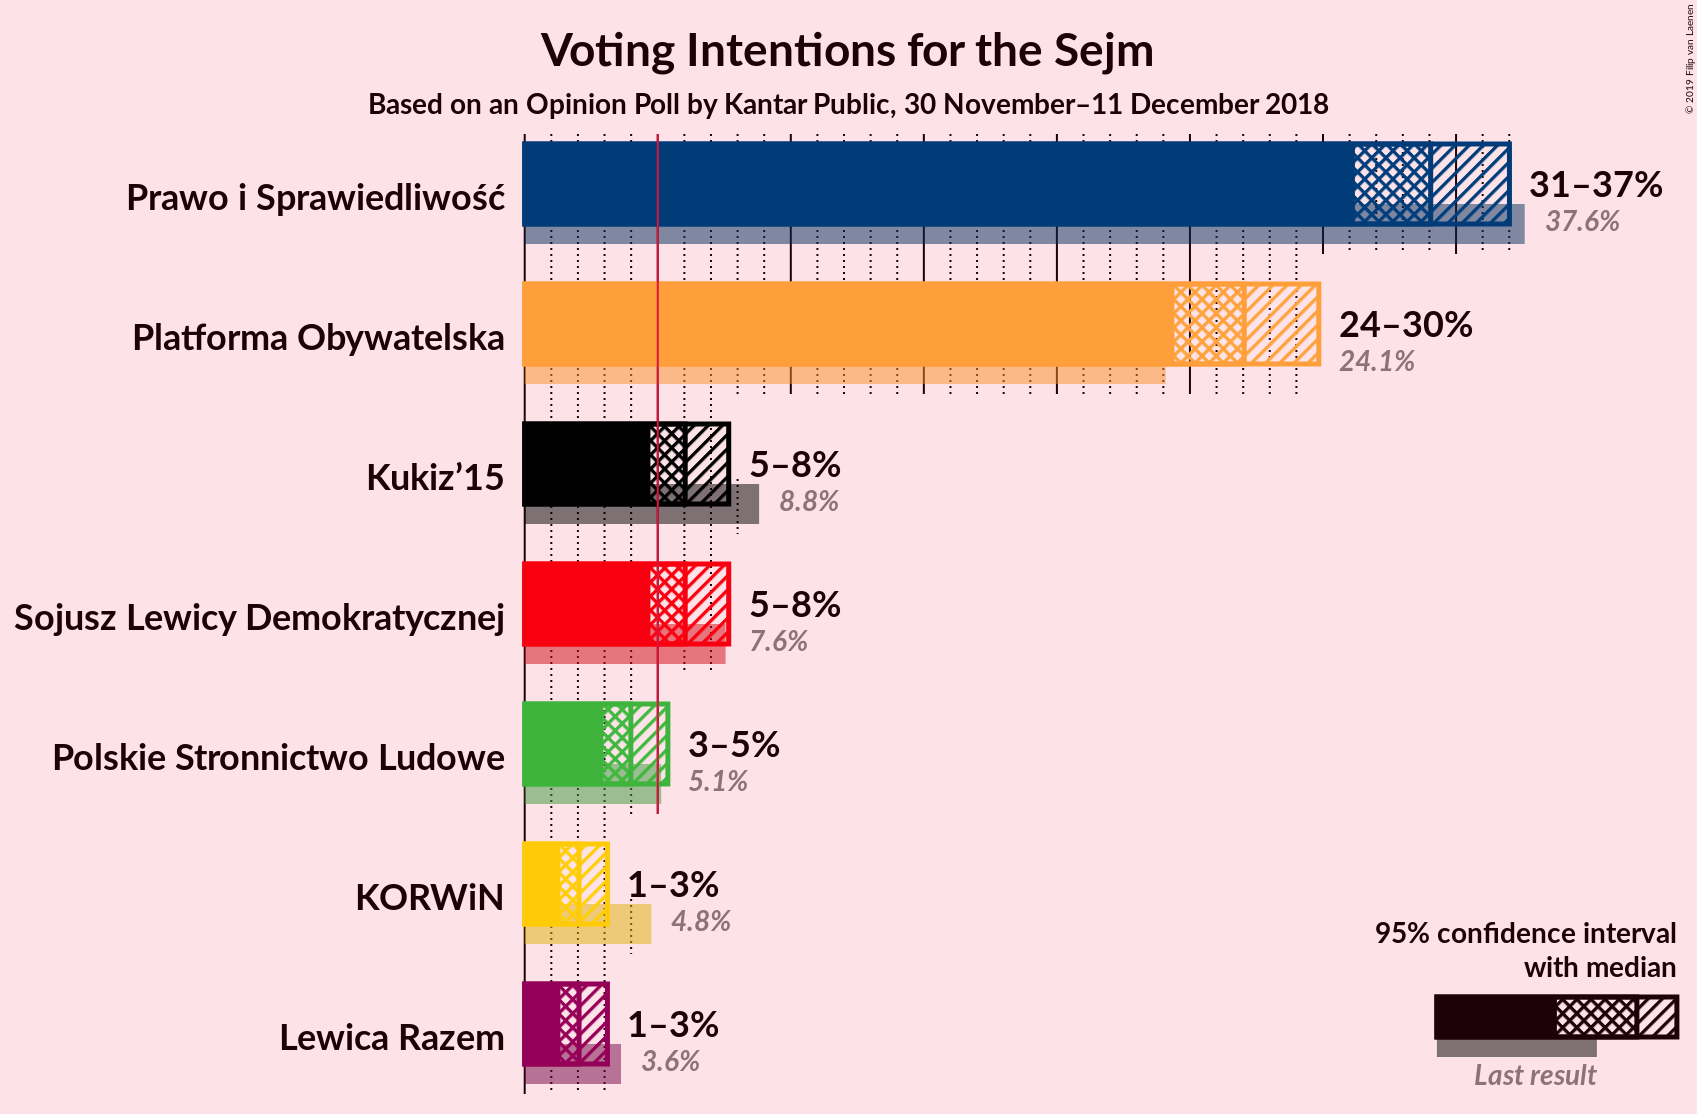 Voting Intentions for the Sejm
Based on an Opinion Poll by Kantar Public, 30 November–11 December 2018
© 2019 Filip van Laenen
Prawo i Sprawiedliwość
31–37%
37.6%
Platforma Obywatelska
24–30%
24.1%
Kukiz’15
5–8%
8.8%
Sojusz Lewicy Demokratycznej
5–8%
7.6%
Polskie Stronnictwo Ludowe
3–5%
5.1%
KORWiN
1–3%
4.8%
Lewica Razem
1–3%
3.6%
95% confidence interval
with median
Last result